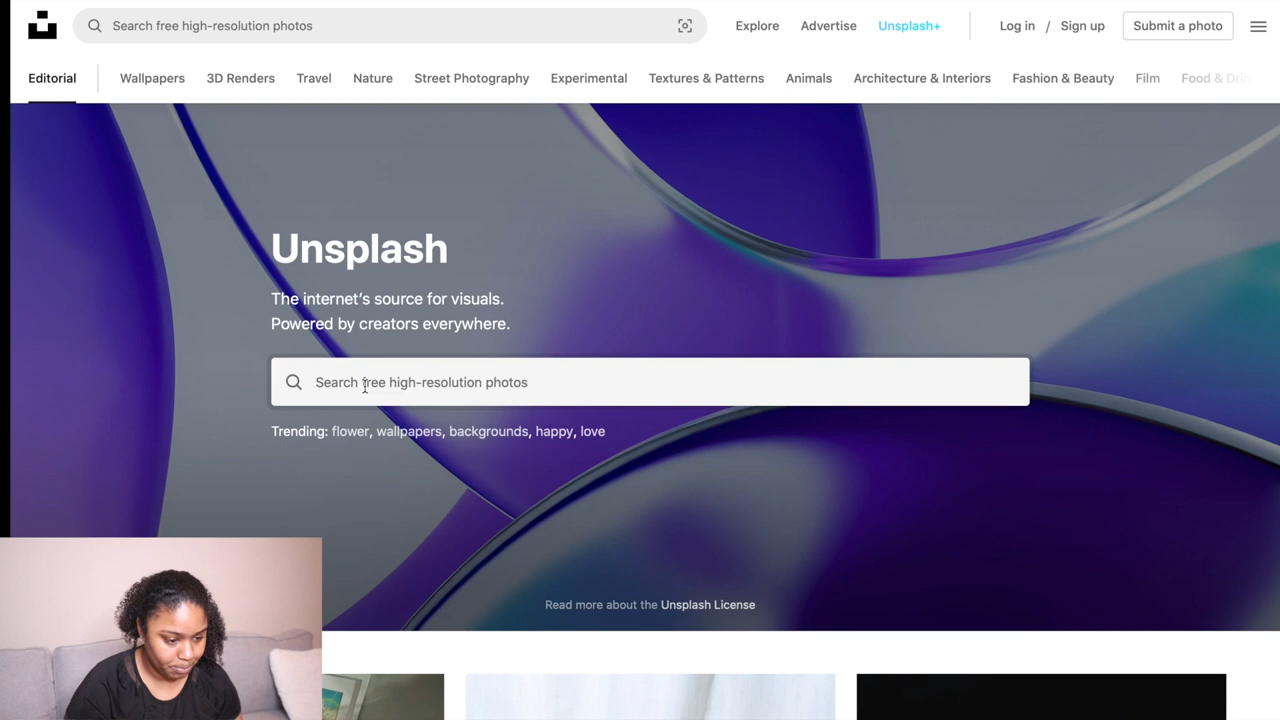 Search free high-resolution photos
Explore
Advertise
Unsplash+
Log in / Sign up
Submit a photo
Editorial
Wallpapers
3D Renders
Travel
Nature
Street Photography
Experimental
Textures & Patterns
Animals
Architecture & Interiors
Fashion & Beauty
Film
Food & Drin
Unsplash
The internet's source for visuals.
Powered by creators everywhere.
Search free high-resolution photos
Trending: flower, wallpapers, backgrounds, happy, love
Read more about the Unsplash License